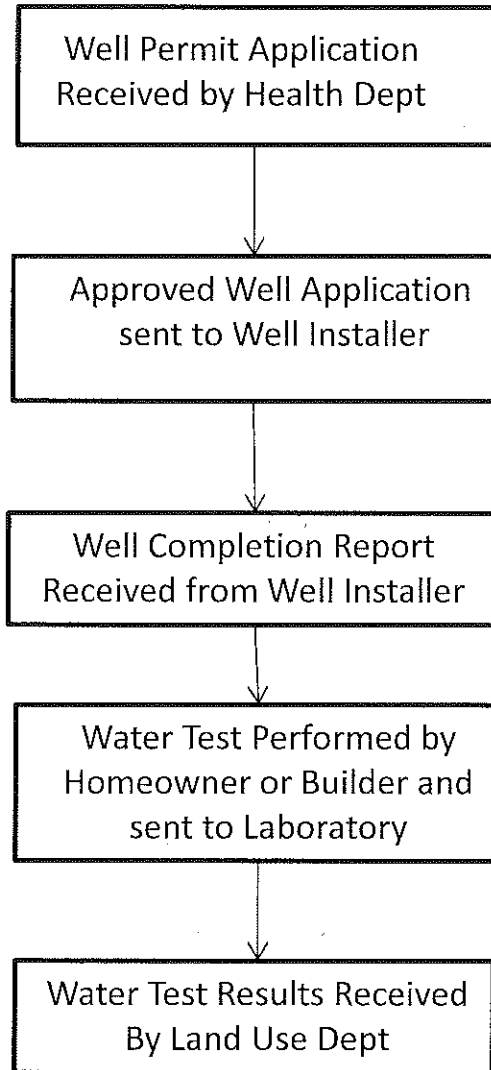 Well Permit Application
Received by Health Dept
Approved Well Application
sent to Well Installer
Well Completion Report
Received from Well Installer
Water Test Performed by
Homeowner or Builder and
sent to Laboratory
Water Test Results Received
By Land Use Dept